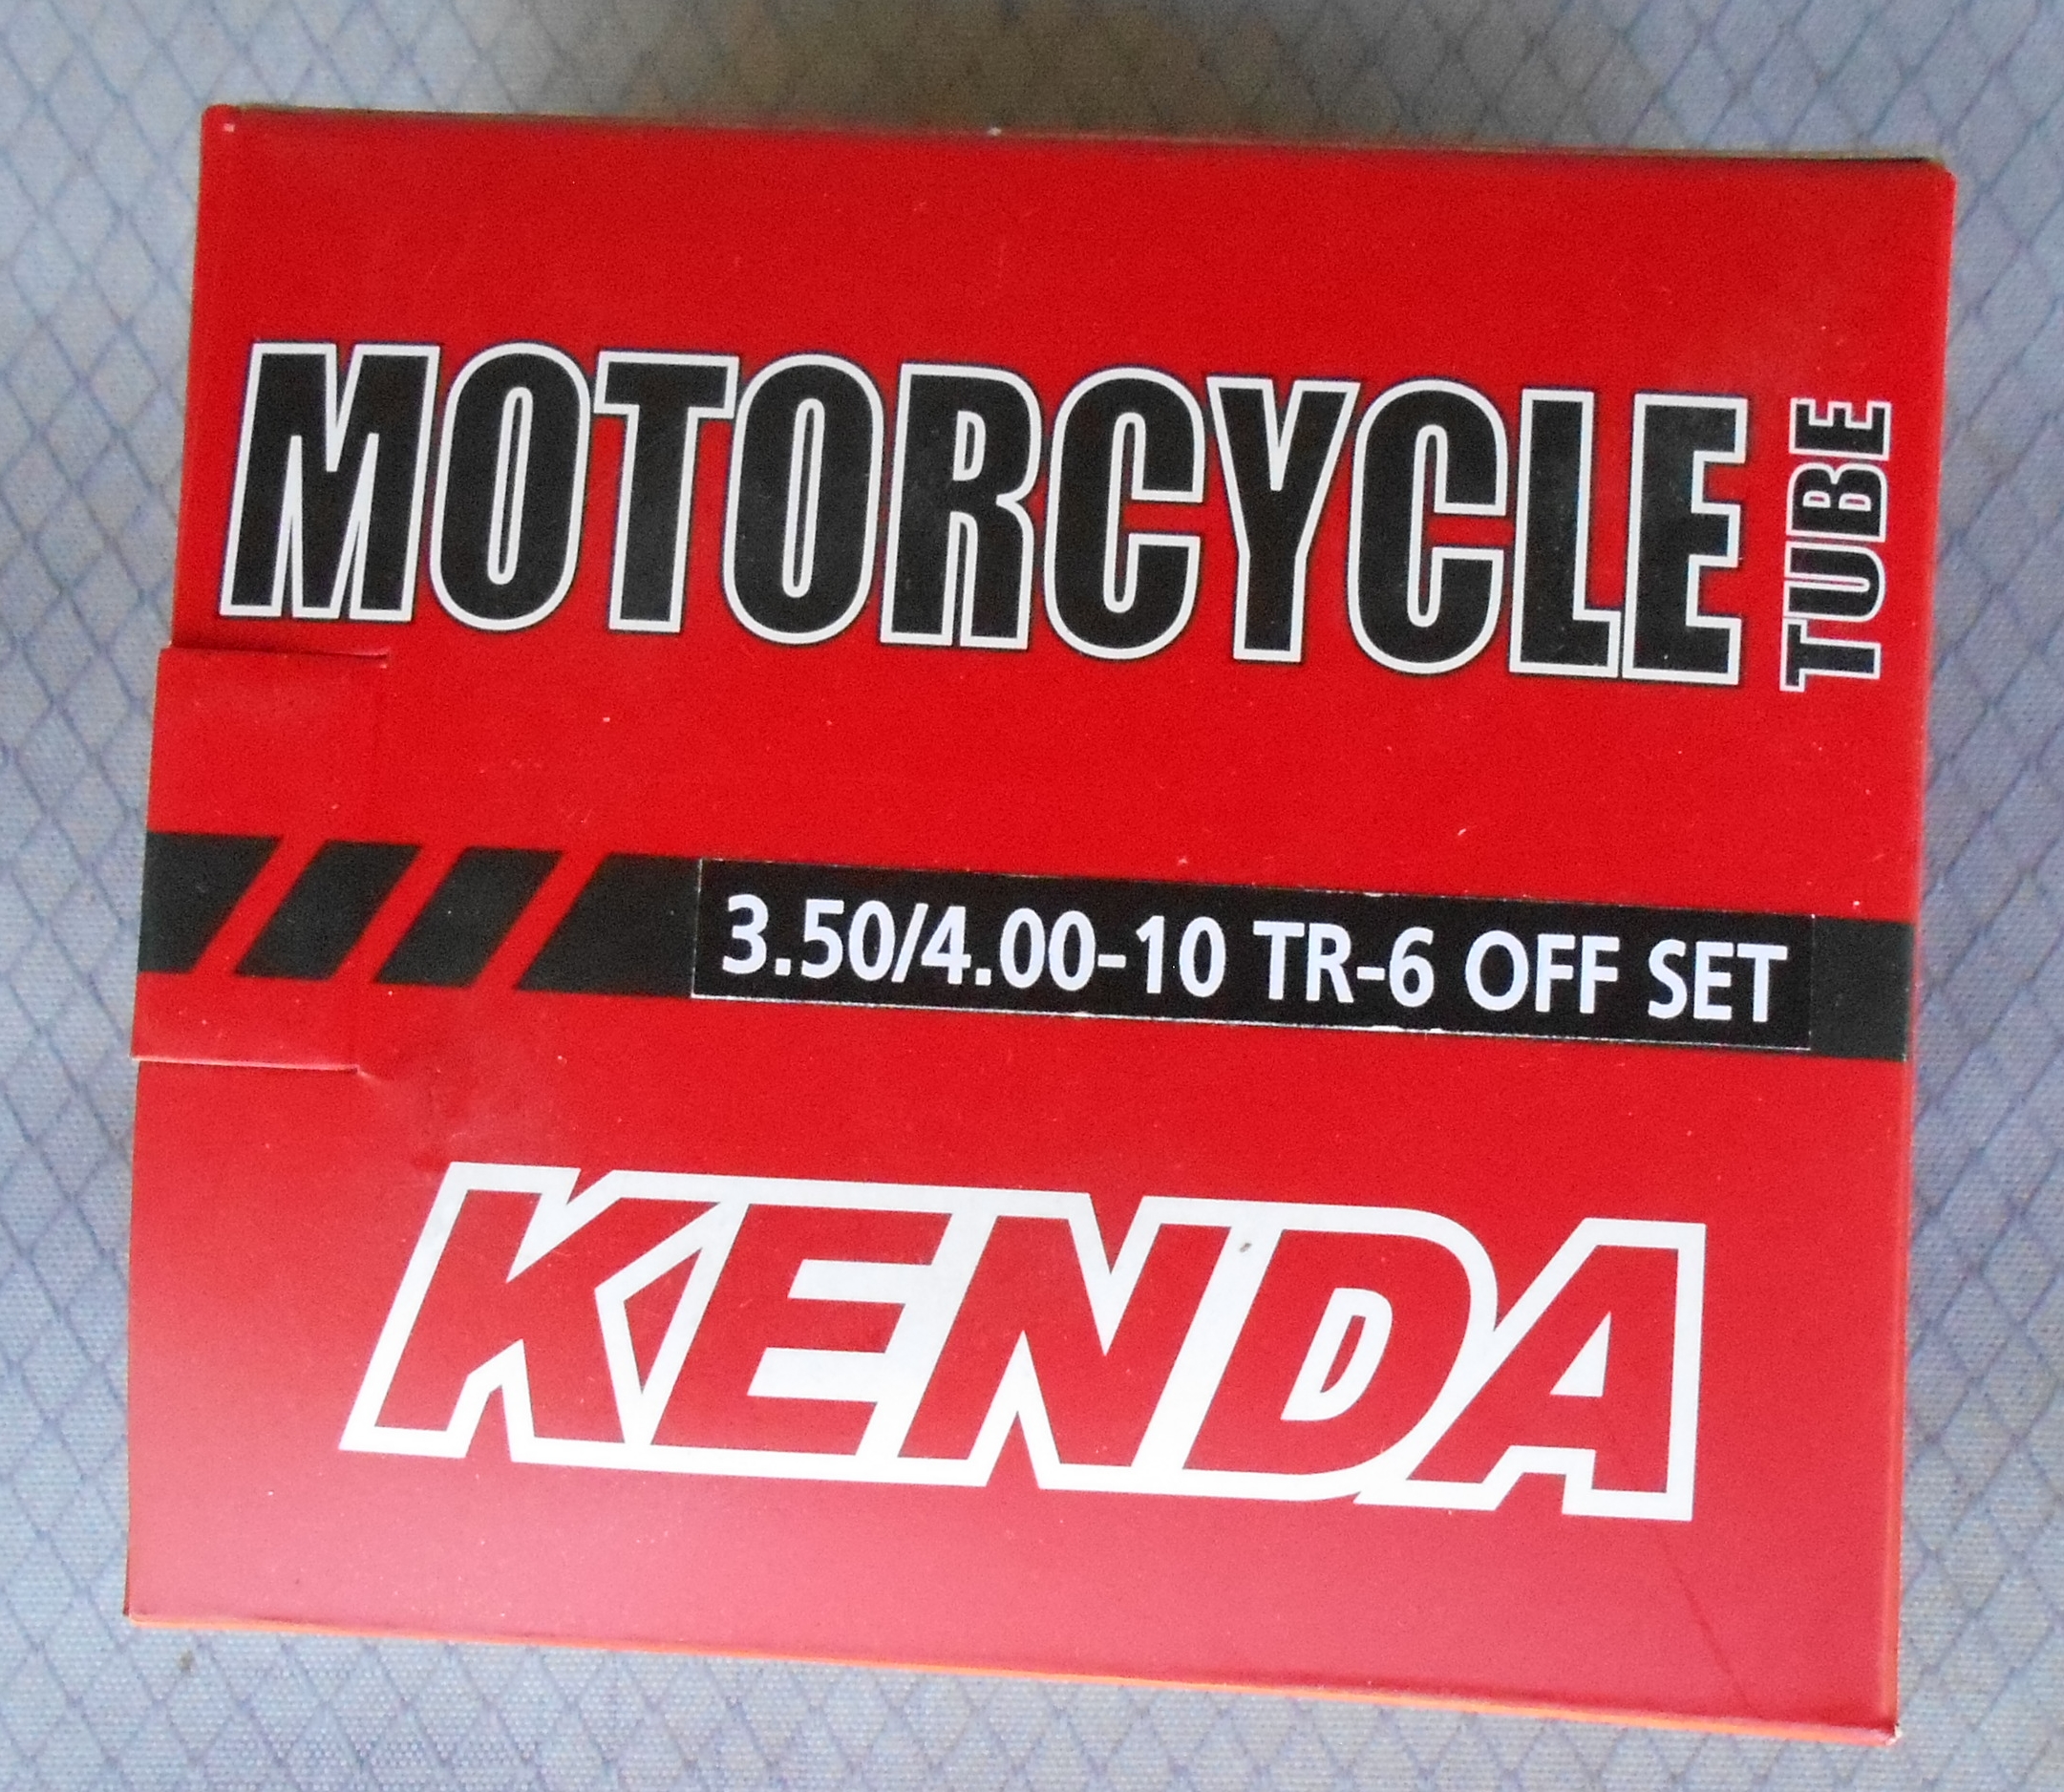 MOTORCYCLE TUBE
3.50/4.00-10 TR-6 OFF SET
KENDA